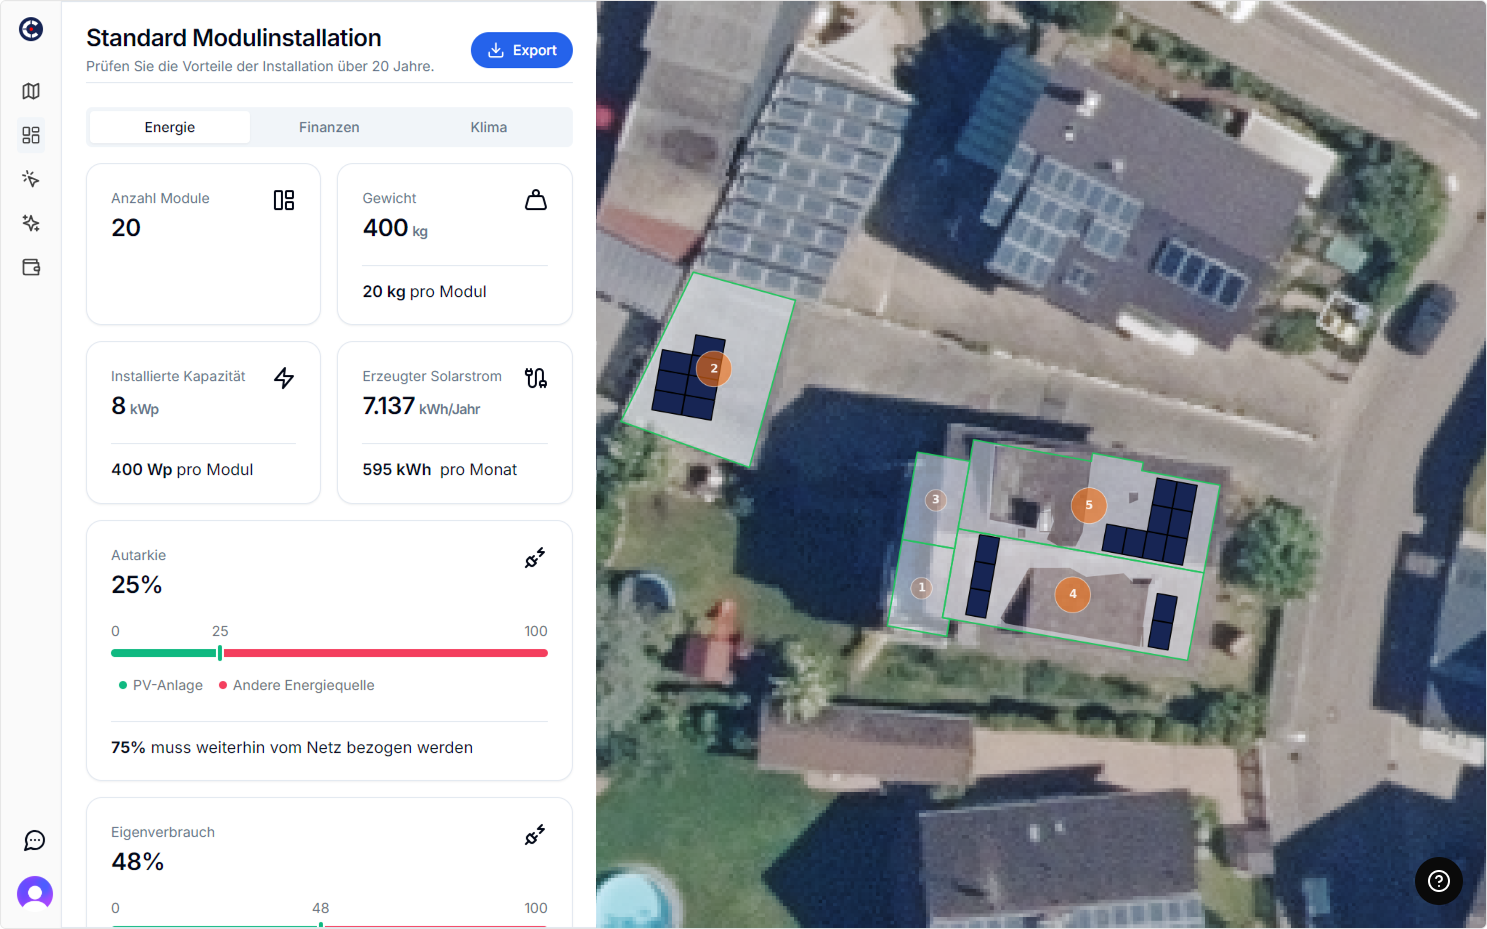 Standard Modulinstallation
Prüfen Sie die Vorteile der Installation über 20 Jahre.
Export
Energie
Finanzen
Klima
Anzahl Module
20
Gewicht
400 kg
20 kg pro Modul
Installierte Kapazität
8 kWp
400 Wp pro Modul
Erzeugter Solarstrom
7.137 kWh/Jahr
595 kWh pro Monat
Autarkie
25%
0 25 100
PV-Anlage Andere Energiequelle
75% muss weiterhin vom Netz bezogen werden
Eigenverbrauch
48%
0 48 100
2
3
5
1
4